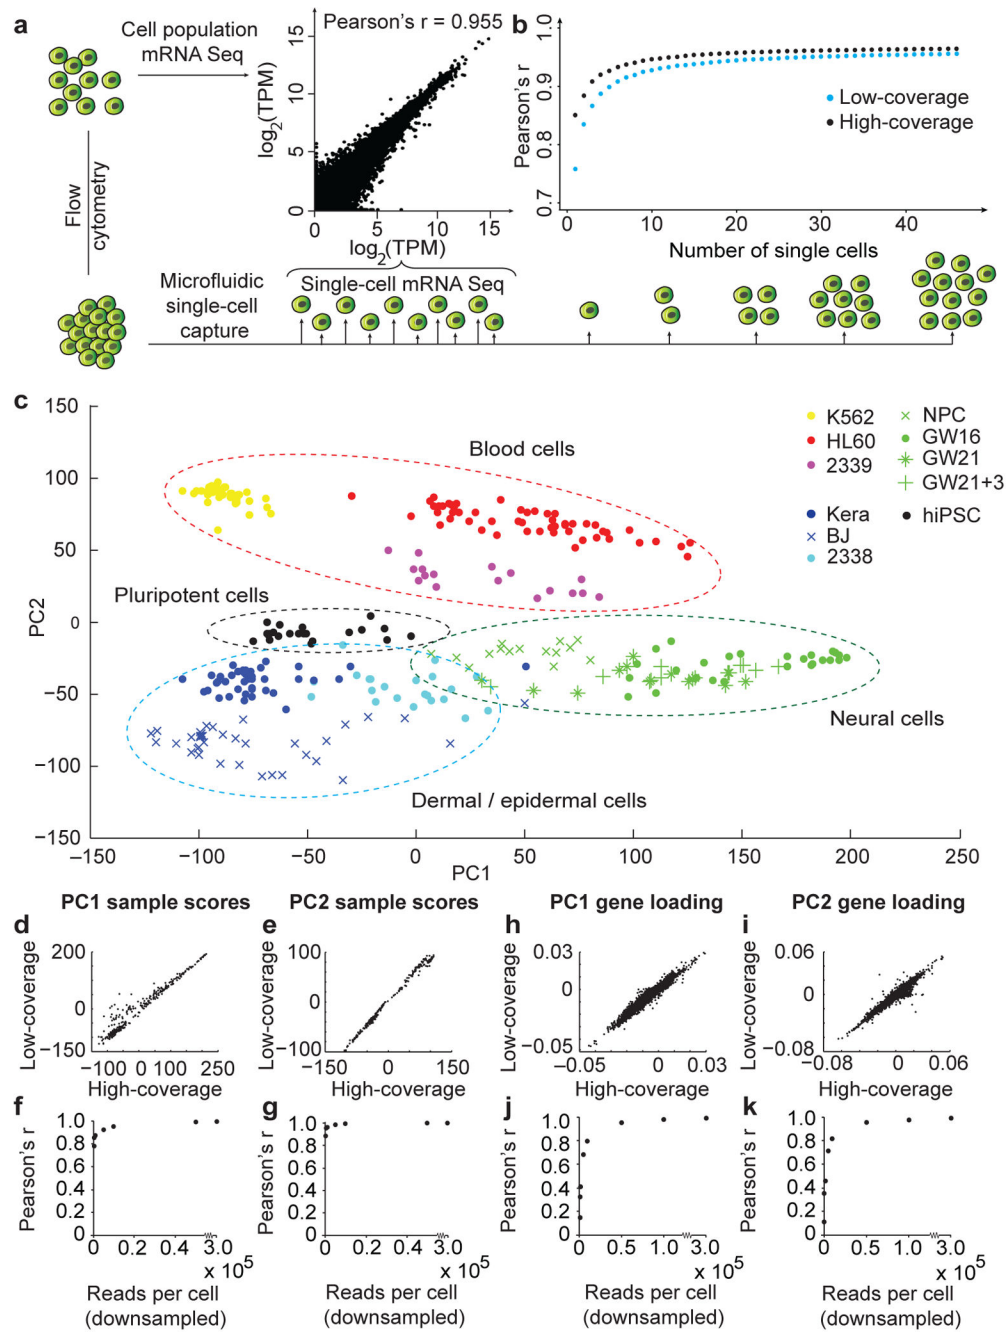 a
Cell population
mRNA Seq
Pearson's r = 0.955
log2(TPM)
15
10
5
0
0 5 10 15
log2(TPM)
Flow
cytometry
Microfluidic
single-cell
capture
Single-cell mRNA Seq
b
Pearson's r
1.0
0.9
0.8
0.7
Low-coverage
High-coverage
0 10 20 30 40
Number of single cells
c
PC2
150
100
50
0
−50
−100
−150
−150 −100 −50 0 50 100 150 200 250
PC1
Blood cells
Pluripotent cells
Neural cells
Dermal / epidermal cells
K562
HL60
2339
Kera
BJ
2338
NPC
GW16
GW21
GW21+3
hiPSC
PC1 sample scores
PC2 sample scores
PC1 gene loading
PC2 gene loading
d
Low-coverage
200
0
−150
−100 0 100 250
High-coverage
e
Low-coverage
100
0
−100
−100 0 150
High-coverage
h
Low-coverage
0.03
0
−0.05
−0.05 0 0.03
High-coverage
i
Low-coverage
0.06
0
−0.08
−0.08 0 0.06
High-coverage
f
Pearson's r
1.0
0.8
0.6
0.4
0.2
0
0 0.2 0.4 3.0
x 10^5
Reads per cell
(downsampled)
g
Pearson's r
1.0
0.8
0.6
0.4
0.2
0
0 0.2 0.4 3.0
x 10^5
Reads per cell
(downsampled)
j
Pearson's r
1.0
0.8
0.6
0.4
0.2
0
0 0.5 1.0 3.0
x 10^5
Reads per cell
(downsampled)
k
Pearson's r
1.0
0.8
0.6
0.4
0.2
0
0 0.5 1.0 3.0
x 10^5
Reads per cell
(downsampled)